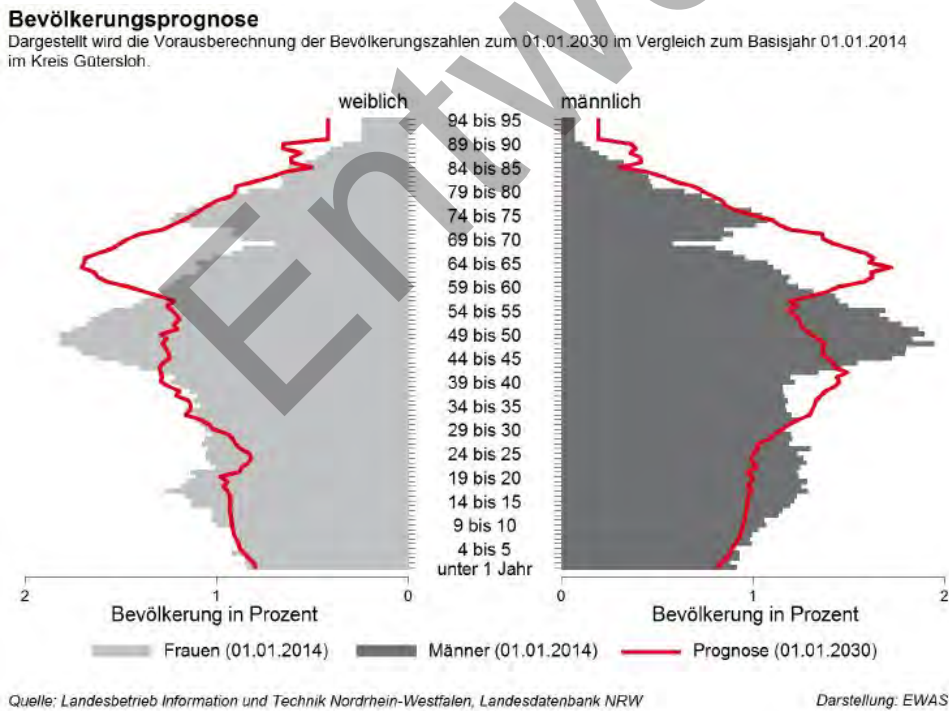 Bevölkerungsprognose
Dargestellt wird die Vorausberechnung der Bevölkerungszahlen zum 01.01.2030 im Vergleich zum Basisjahr 01.01.2014
im Kreis Gütersloh.
weiblich
männlich
94 bis 95
89 bis 90
84 bis 85
79 bis 80
74 bis 75
69 bis 70
64 bis 65
59 bis 60
54 bis 55
49 bis 50
44 bis 45
39 bis 40
34 bis 35
29 bis 30
24 bis 25
19 bis 20
14 bis 15
9 bis 10
4 bis 5
unter 1 Jahr
2 1 0 0 1 2
Bevölkerung in Prozent Bevölkerung in Prozent
Frauen (01.01.2014) Männer (01.01.2014) Prognose (01.01.2030)
Quelle: Landesbetrieb Information und Technik Nordrhein-Westfalen, Landesdatenbank NRW Darstellung: EWAS